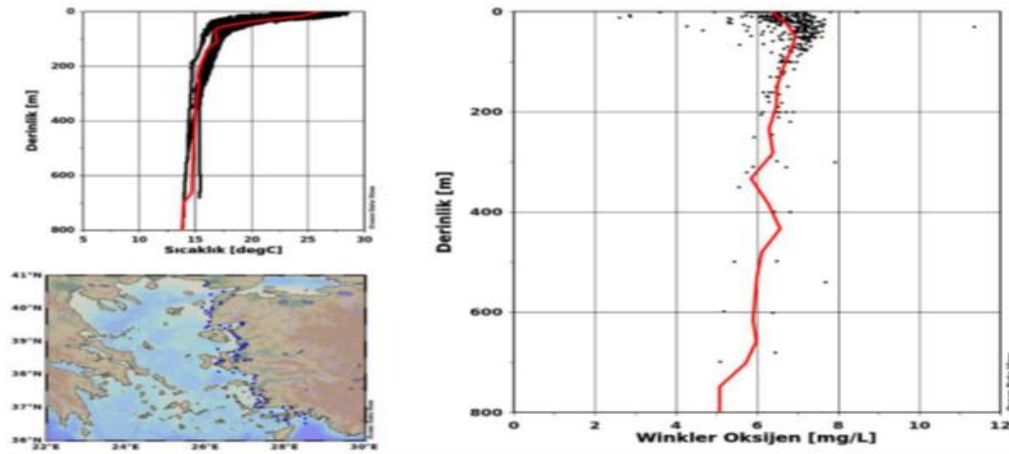 0
200
400
600
800
Derinlik [m]
5 10 15 20 25 30
Sıcaklık [degC]
41°N
40°N
39°N
38°N
37°N
36°N
22°E 24°E 26°E 28°E 30°E
0
200
400
600
800
Derinlik [m]
0 2 4 6 8 10 12
Winkler Oksijen [mg/L]